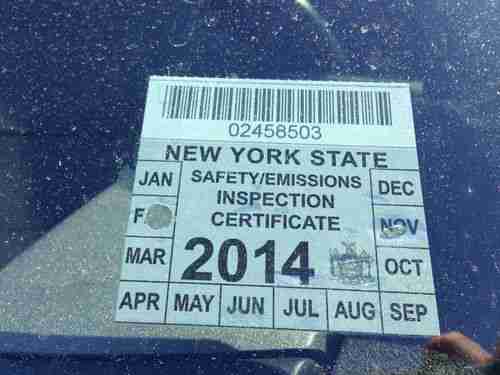 02458503
NEW YORK STATE
JAN SAFETY/EMISSIONS DEC
INSPECTION
F CERTIFICATE NOV
MAR 2014 OCT
APR MAY JUN JUL AUG SEP